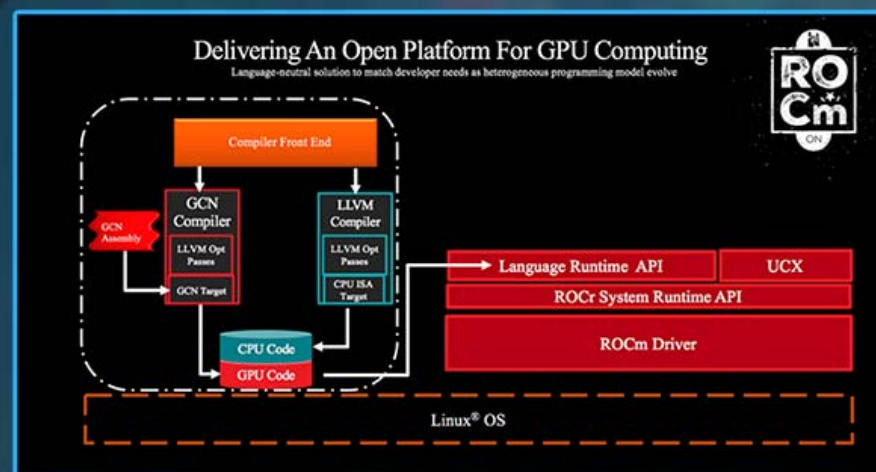 Delivering An Open Platform For GPU Computing
Language-neutral solution to match developer needs as heterogeneous programming model evolve
ROCm
ON
Compiler Front End
GCN
Compiler
LLVM
Compiler
GCN
Assembly
LLVM Opt
Passes
LLVM Opt
Passes
GCN Target
CPU ISA
Target
CPU Code
GPU Code
Language Runtime API
UCX
ROCr System Runtime API
ROCm Driver
Linux® OS